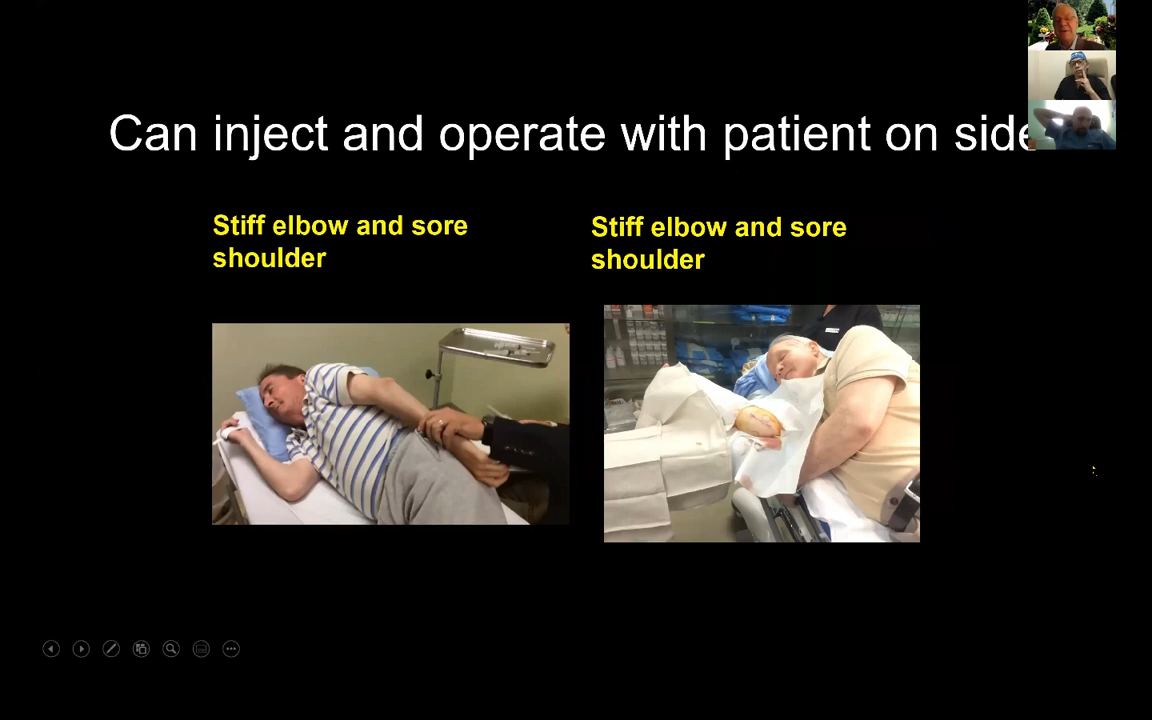 Can inject and operate with patient on side
Stiff elbow and sore
shoulder
Stiff elbow and sore
shoulder